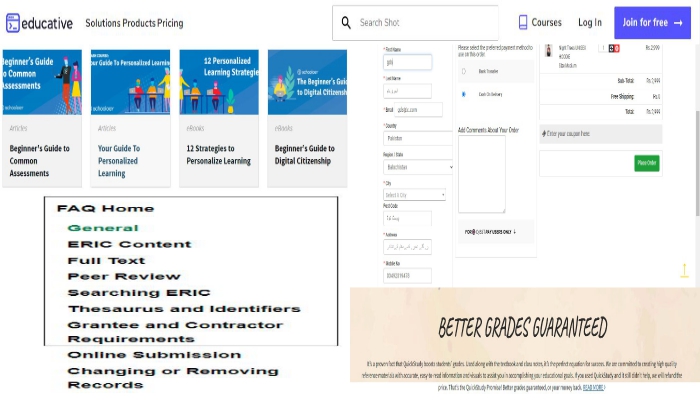 educative
Solutions Products Pricing
Search Shot
Courses
Log In
Join for free →
Beginner's Guide
to Common
Assessments
our Guide To Personalized Learning
12 Personalized
Learning Strategie
The Beginner's Guide
to Digital Citizensh
Articles
Beginner's Guide to
Common
Assessments
Articles
Your Guide To
Personalized
Learning
eBooks
12 Strategies to
Personalize Learning
eBooks
Beginner's Guide to
Digital Citizenship
FAQ Home
General
ERIC Content
Full Text
Peer Review
Searching ERIC
Thesaurus and Identifiers
Grantee and Contractor
Requirements
Online Submission
Changing or Removing
Records
* First Name
* Last Name
* Email
* Country
Pakistan
Region / State
Balochistan
* City
Select A City
Post Code
* Address
* Mobile No
Please select the preferred payment method to
use on this order.
Bank Transfer
Cash On Delivery
Add Comments About Your Order
USERS ONLY
Rs.2,999
Sub-Total: Rs.2,999
Free Shipping: Rs.0
Total: Rs.2,999
Enter your coupon here:
Place Order
BETTER GRADES GUARANTEED
It's a proven fact that QuickStudy boosts students' grades. Used along with the textbook and class notes, it's the perfect equation for success. We are committed to creating high quality
reference materials with accurate, easy-to-read information and visuals to assist you in accomplishing your educational goals. If you used QuickStudy and it still didn't help, we will refund the
price. That's the QuickStudy Promise! Better grades guaranteed, or your money back. READ MORE